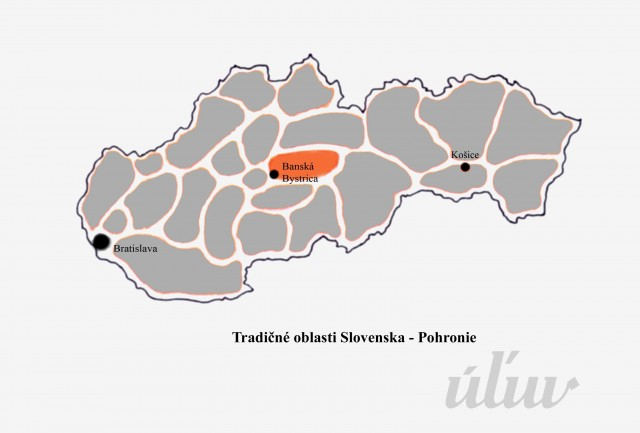 Košice
Banská
Bystrica
Bratislava
Tradičné oblasti Slovenska - Pohronie
úľuv